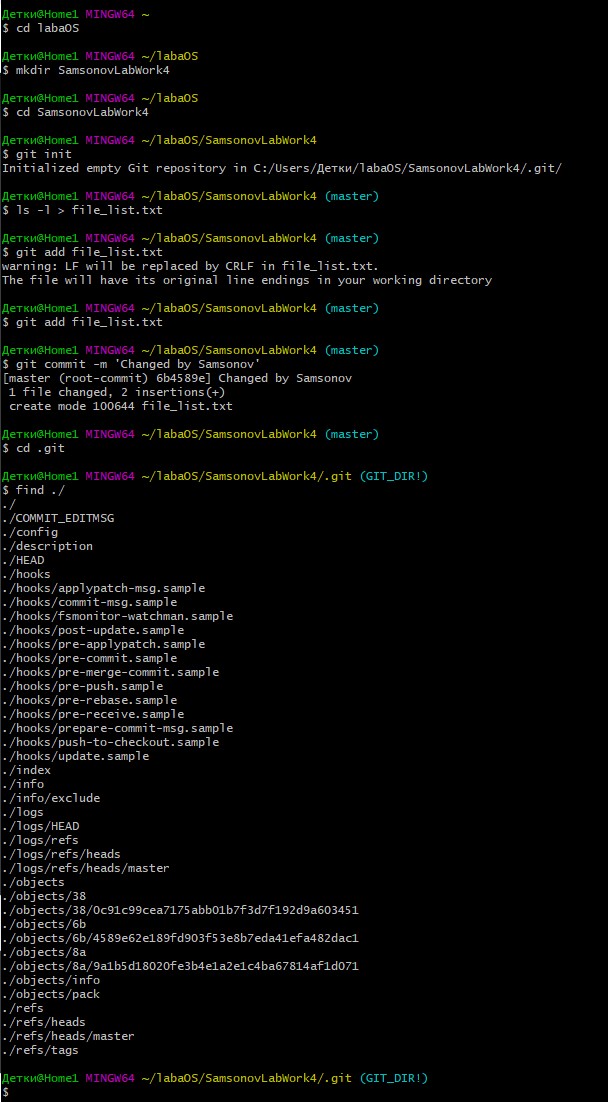 Детки@Home1 MINGW64 ~
$ cd labaOS
Детки@Home1 MINGW64 ~/labaOS
$ mkdir SamsonovLabWork4
Детки@Home1 MINGW64 ~/labaOS
$ cd SamsonovLabWork4
Детки@Home1 MINGW64 ~/labaOS/SamsonovLabWork4
$ git init
Initialized empty Git repository in C:/Users/Детки/labaOS/SamsonovLabWork4/.git/
Детки@Home1 MINGW64 ~/labaOS/SamsonovLabWork4 (master)
$ ls -l > file_list.txt
Детки@Home1 MINGW64 ~/labaOS/SamsonovLabWork4 (master)
$ git add file_list.txt
warning: LF will be replaced by CRLF in file_list.txt.
The file will have its original line endings in your working directory
Детки@Home1 MINGW64 ~/labaOS/SamsonovLabWork4 (master)
$ git add file_list.txt
Детки@Home1 MINGW64 ~/labaOS/SamsonovLabWork4 (master)
$ git commit -m 'Changed by Samsonov'
[master (root-commit) 6b4589e] Changed by Samsonov
 1 file changed, 2 insertions(+)
 create mode 100644 file_list.txt
Детки@Home1 MINGW64 ~/labaOS/SamsonovLabWork4 (master)
$ cd .git
Детки@Home1 MINGW64 ~/labaOS/SamsonovLabWork4/.git (GIT_DIR!)
$ find ./
./
./COMMIT_EDITMSG
./config
./description
./HEAD
./hooks
./hooks/applypatch-msg.sample
./hooks/commit-msg.sample
./hooks/fsmonitor-watchman.sample
./hooks/post-update.sample
./hooks/pre-applypatch.sample
./hooks/pre-commit.sample
./hooks/pre-merge-commit.sample
./hooks/pre-push.sample
./hooks/pre-rebase.sample
./hooks/pre-receive.sample
./hooks/prepare-commit-msg.sample
./hooks/push-to-checkout.sample
./hooks/update.sample
./index
./info
./info/exclude
./logs
./logs/HEAD
./logs/refs
./logs/refs/heads
./logs/refs/heads/master
./objects
./objects/38
./objects/38/0c91c99cea7175abb01b7f3d7f192d9a603451
./objects/6b
./objects/6b/4589e62e189fd903f53e8b7eda41efa482dac1
./objects/8a
./objects/8a/9a1b5d18020fe3b4e1a2e1c4ba67814af1d071
./objects/info
./objects/pack
./refs
./refs/heads
./refs/heads/master
./refs/tags
Детки@Home1 MINGW64 ~/labaOS/SamsonovLabWork4/.git (GIT_DIR!)
$